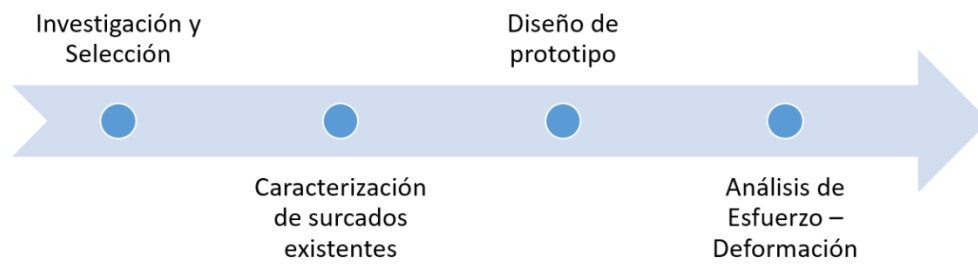 Investigación y
Selección
Caracterización
de surcados
existentes
Diseño de
prototipo
Análisis de
Esfuerzo –
Deformación